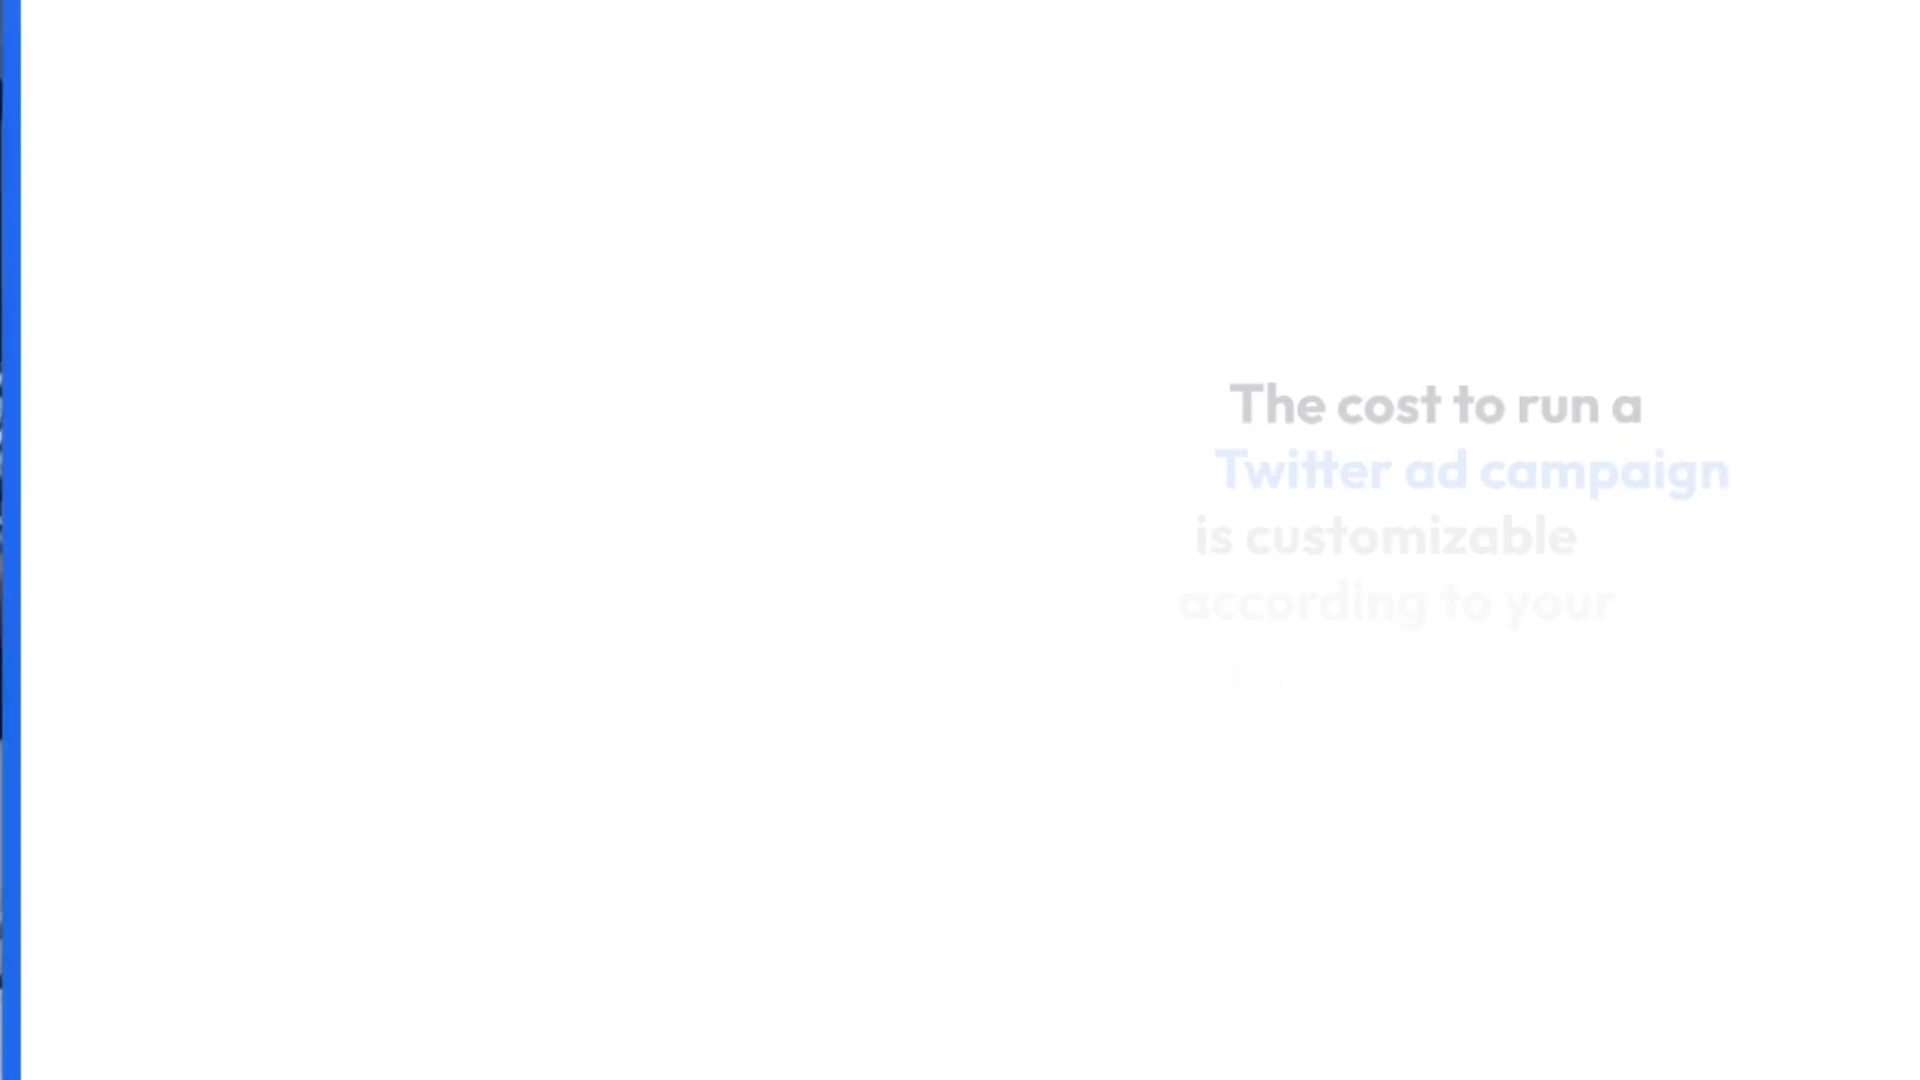 The cost to run a
Twitter ad campaign
is customizable
according to your